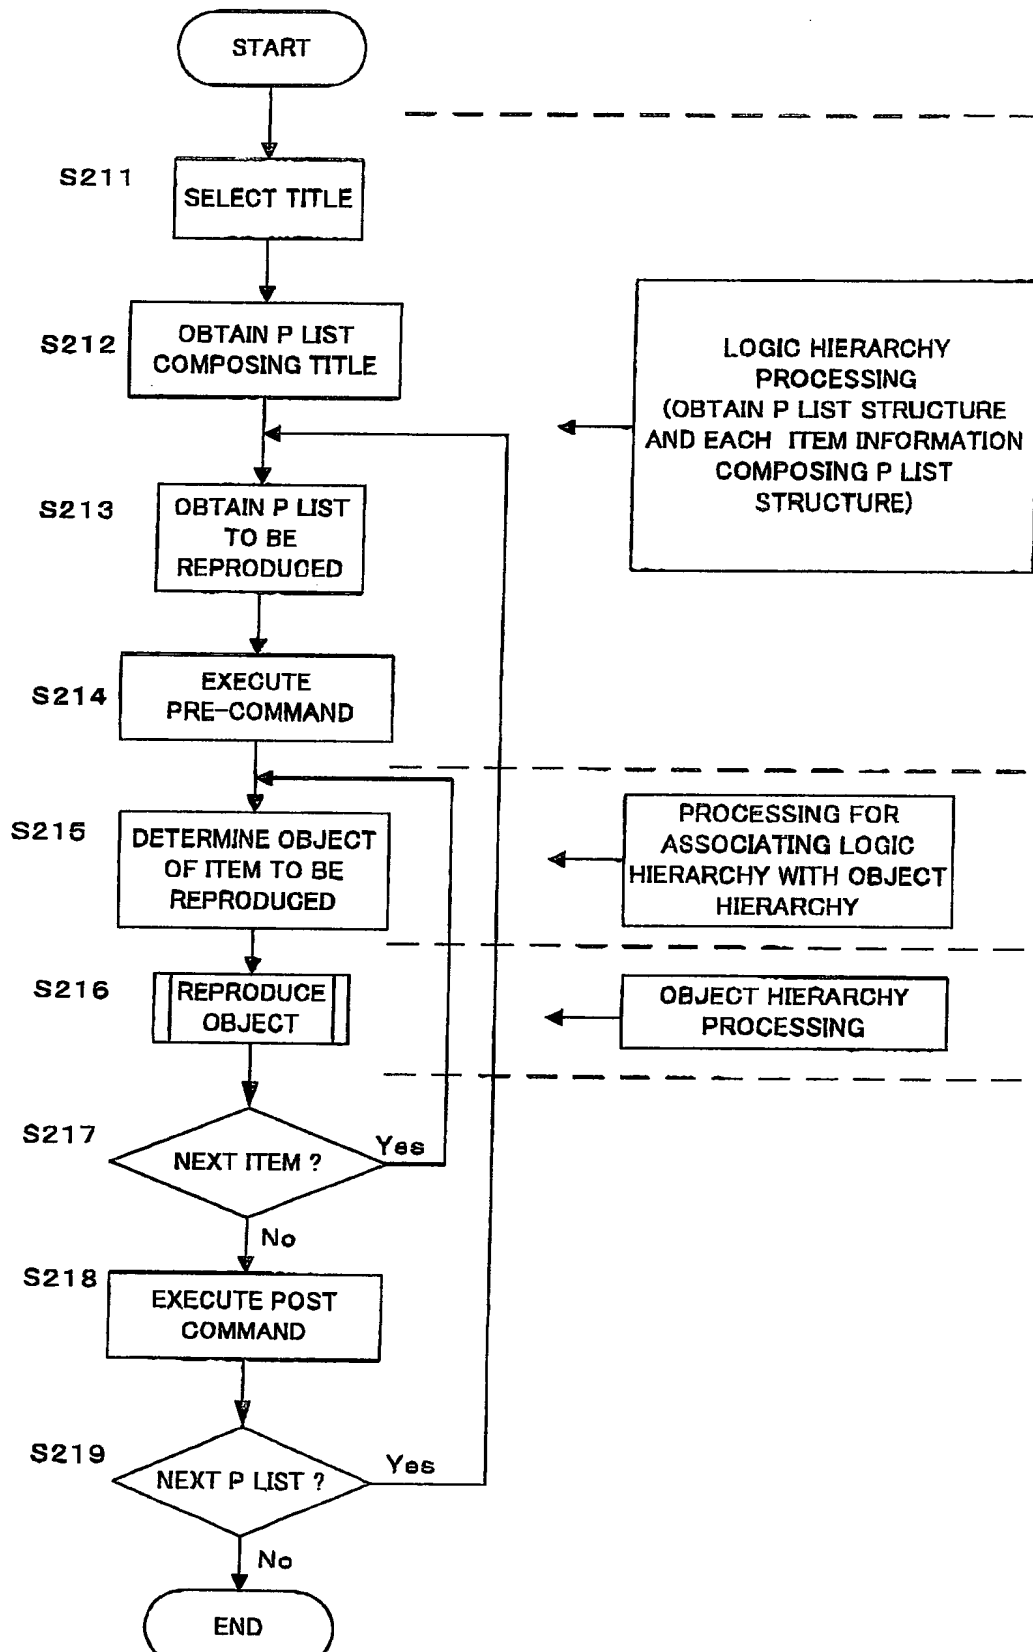 START
S211
SELECT TITLE
S212
OBTAIN P LIST
COMPOSING TITLE
LOGIC HIERARCHY
PROCESSING
(OBTAIN P LIST STRUCTURE
AND EACH ITEM INFORMATION
COMPOSING P LIST
STRUCTURE)
S213
OBTAIN P LIST
TO BE
REPRODUCED
S214
EXECUTE
PRE-COMMAND
S215
DETERMINE OBJECT
OF ITEM TO BE
REPRODUCED
PROCESSING FOR
ASSOCIATING LOGIC
HIERARCHY WITH OBJECT
HIERARCHY
S216
REPRODUCE
OBJECT
OBJECT HIERARCHY
PROCESSING
S217
NEXT ITEM ?
Yes
No
S218
EXECUTE POST
COMMAND
S219
NEXT P LIST ?
Yes
No
END